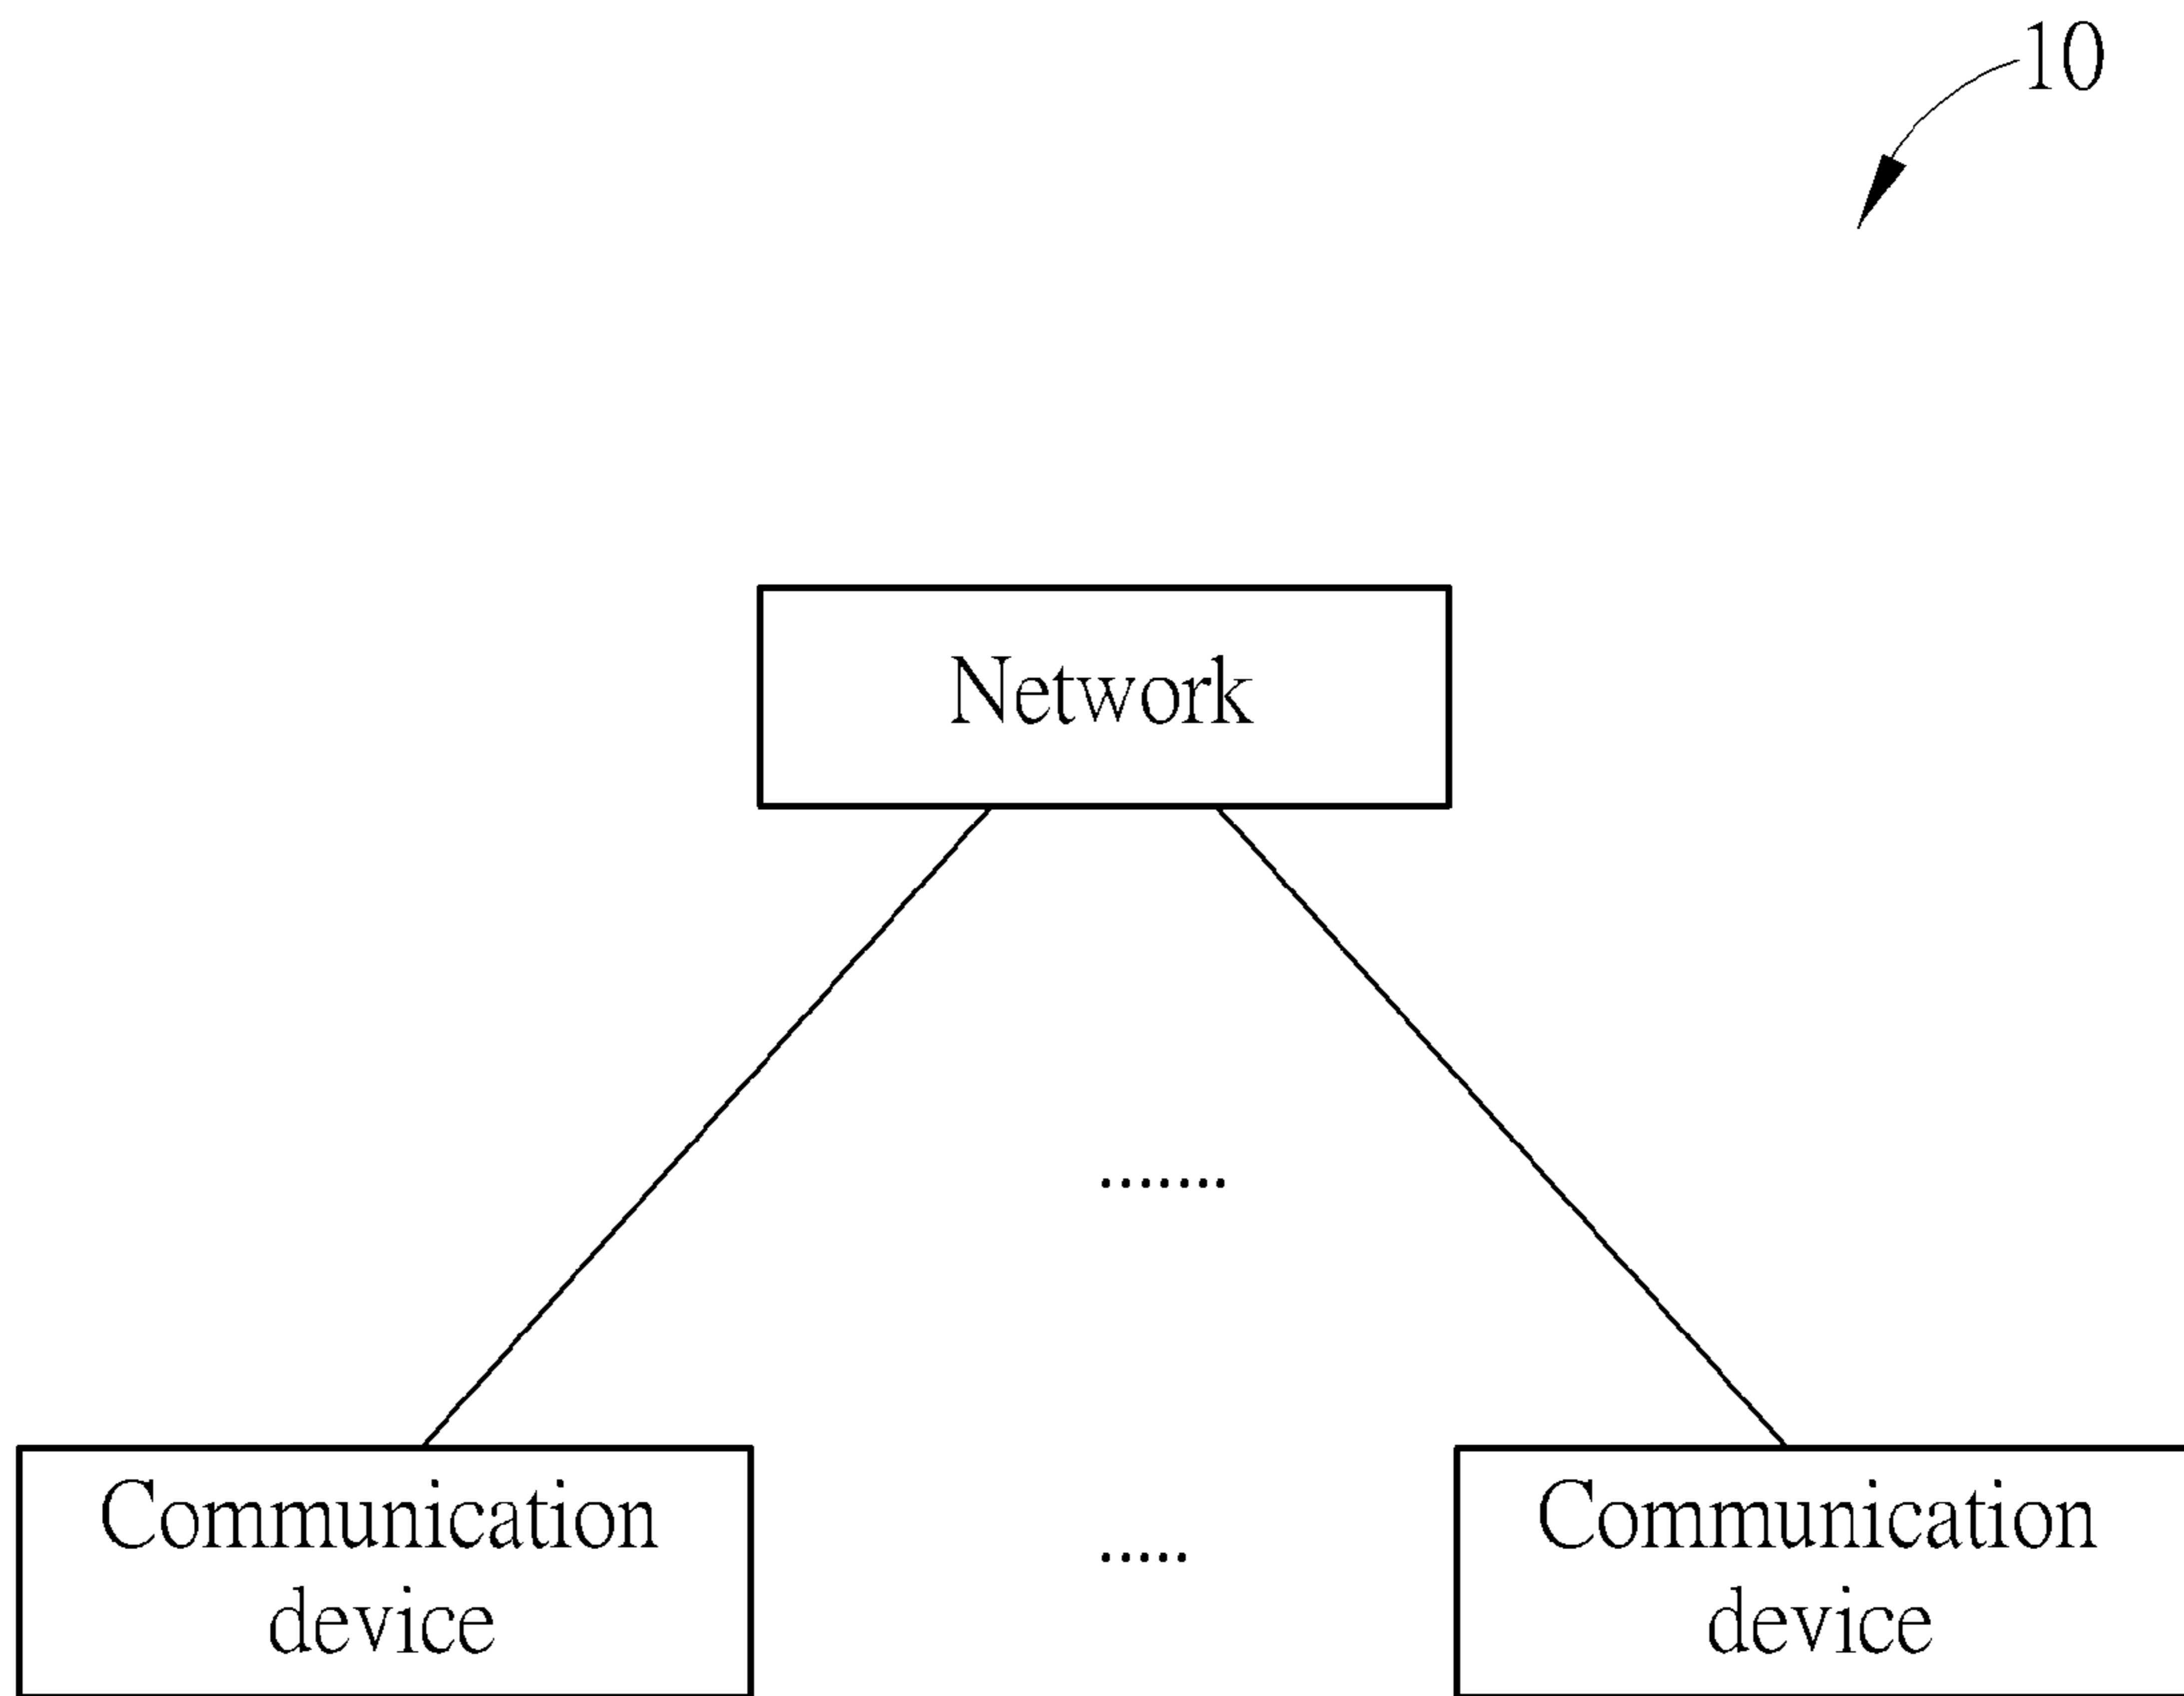 10
Network
.......
Communication
device
.....
Communication
device